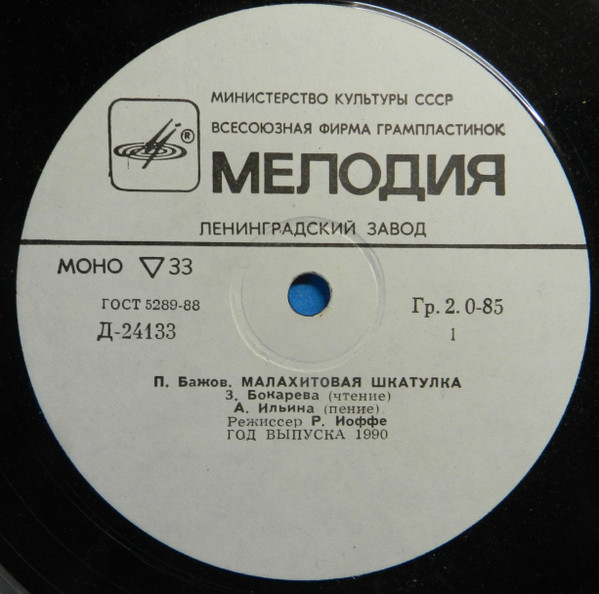 МИНИСТЕРСТВО КУЛЬТУРЫ СССР
ВСЕСОЮЗНАЯ ФИРМА ГРАМПЛАСТИНОК
®
МЕЛОДИЯ
ЛЕНИНГРАДСКИЙ ЗАВОД
МОНО ▽ 33
ГОСТ 5289-88
Гр. 2. 0-85
Д-24133
1
П. Бажов. МАЛАХИТОВАЯ ШКАТУЛКА
З. Бокарева (чтение)
А. Ильина (пение)
Режиссер Р. Иоффе
ГОД ВЫПУСКА 1990